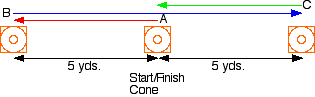 C
B
A
5 yds.
5 yds.
Start/Finish
Cone